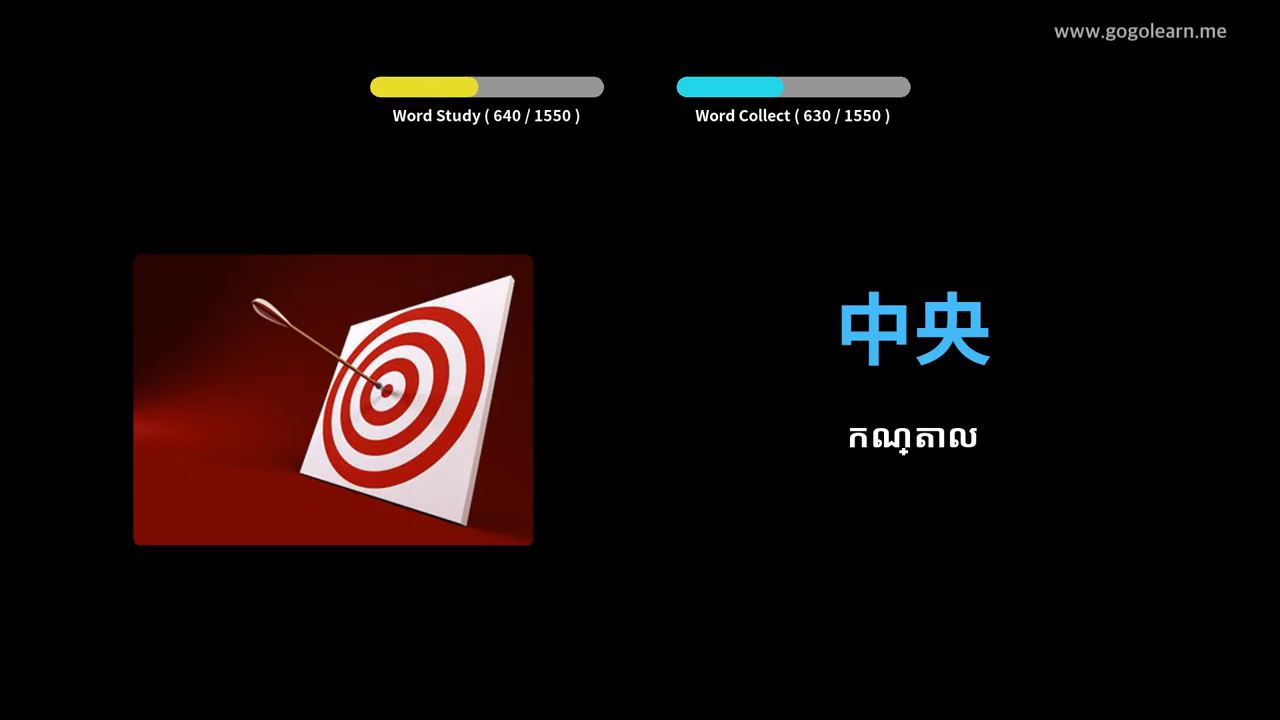 www.gogolearn.me
Word Study ( 640 / 1550 )
Word Collect ( 630 / 1550 )
中央
កណ្តាល